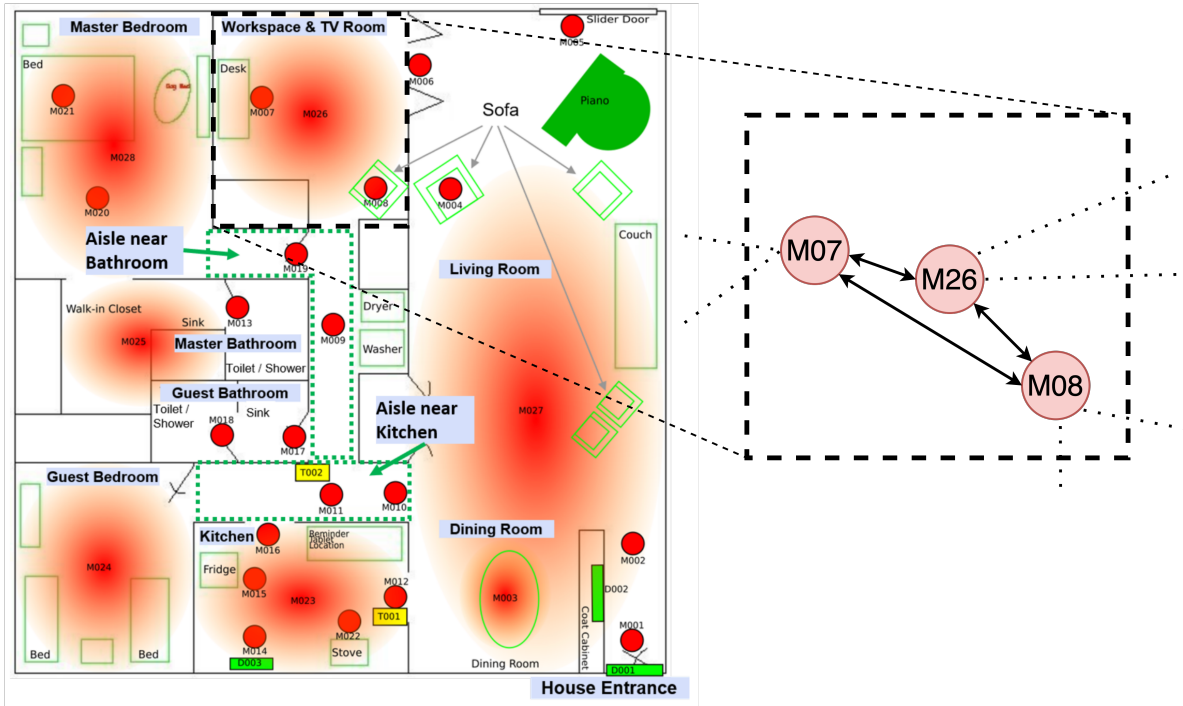 Master Bedroom
Workspace & TV Room
Slider Door
M005
Bed
Desk
M006
M021
M007
M026
Sofa
Piano
M028
M020
M008
M004
Aisle near
Bathroom
M019
Couch
Living Room
Walk-in Closet
Sink
M013
M009
Dryer
M025
Master Bathroom
Washer
Toilet / Shower
Guest Bathroom
Toilet /
Shower
Sink
M018
M017
Aisle near
Kitchen
M027
Guest Bedroom
T002
M011
M010
Kitchen
M016
Reminder
Tablet
Location
Dining Room
M002
Fridge
M024
M015
M023
M012
T001
M003
D002
M022
M001
M014
D003
Stove
Coat Cabinet
Bed
Bed
Dining Room
D001
House Entrance
M07
M26
M08